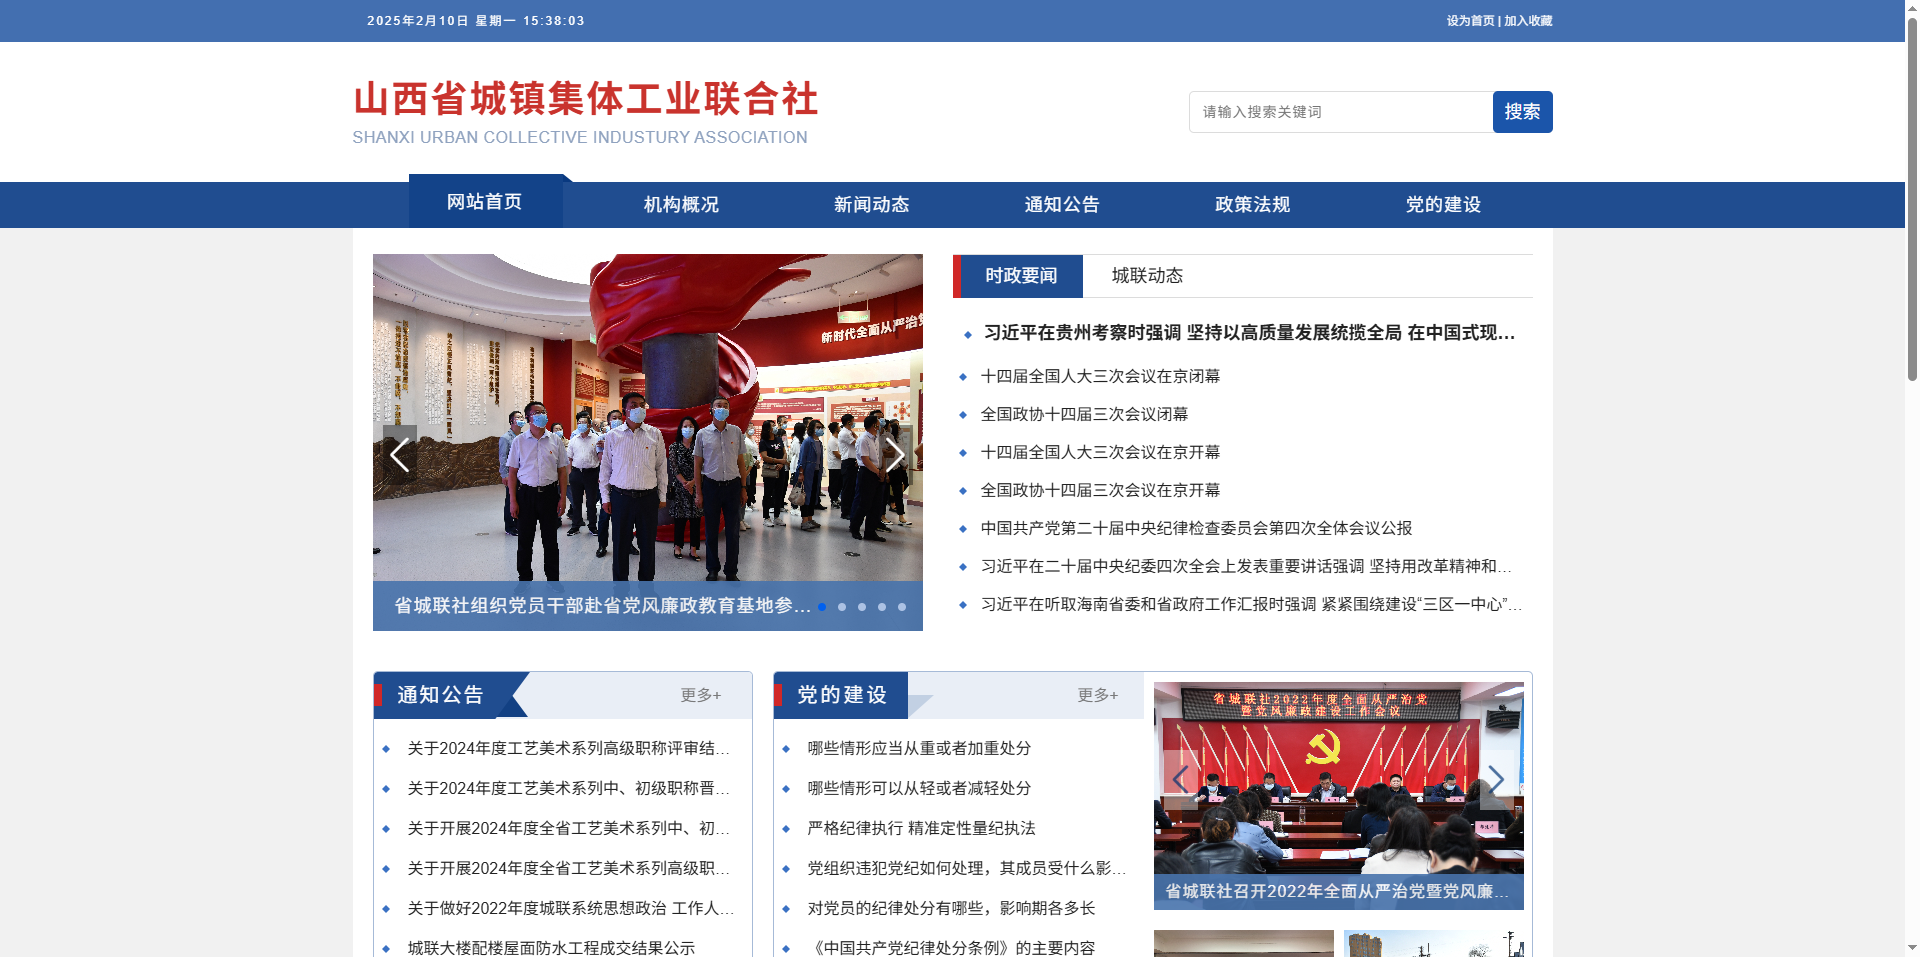 2025年2月10日 星期一 15:38:03
设为首页 | 加入收藏
山西省城镇集体工业联合社
SHANXI URBAN COLLECTIVE INDUSTURY ASSOCIATION
请输入搜索关键词
搜索
网站首页
机构概况
新闻动态
通知公告
政策法规
党的建设
新时代全面从严治党
省城联社组织党员干部赴省党风廉政教育基地参...
时政要闻
城联动态
习近平在贵州考察时强调 坚持以高质量发展统揽全局 在中国式现...
十四届全国人大三次会议在京闭幕
全国政协十四届三次会议闭幕
十四届全国人大三次会议在京开幕
全国政协十四届三次会议在京开幕
中国共产党第二十届中央纪律检查委员会第四次全体会议公报
习近平在二十届中央纪委四次全会上发表重要讲话强调 坚持用改革精神和...
习近平在听取海南省委和省政府工作汇报时强调 紧紧围绕建设“三区一中心”...
通知公告
更多+
关于2024年度工艺美术系列高级职称评审结...
关于2024年度工艺美术系列中、初级职称晋...
关于开展2024年度全省工艺美术系列中、初...
关于开展2024年度全省工艺美术系列高级职...
关于做好2022年度城联系统思想政治 工作人...
城联大楼配楼屋面防水工程成交结果公示
党的建设
更多+
哪些情形应当从重或者加重处分
哪些情形可以从轻或者减轻处分
严格纪律执行 精准定性量纪执法
党组织违犯党纪如何处理，其成员受什么影...
对党员的纪律处分有哪些，影响期各多长
《中国共产党纪律处分条例》的主要内容
省城联社2022年度全面从严治党
暨党风廉政建设工作会议
省城联社召开2022年全面从严治党暨党风廉...